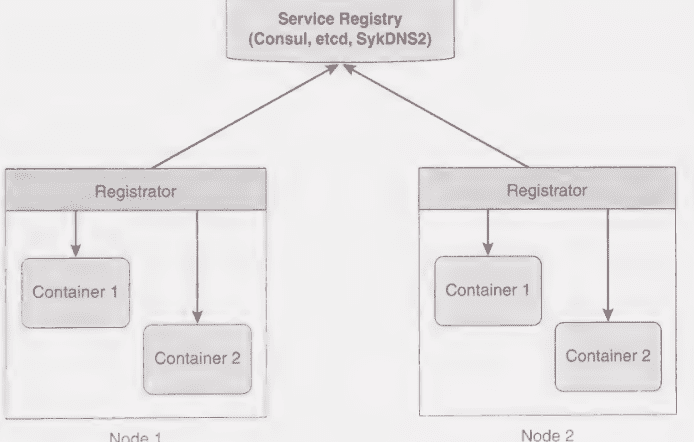 Service Registry
(Consul, etcd, SykDNS2)
Registrator
Registrator
Container 1
Container 2
Container 1
Container 2
Node 1
Node 2